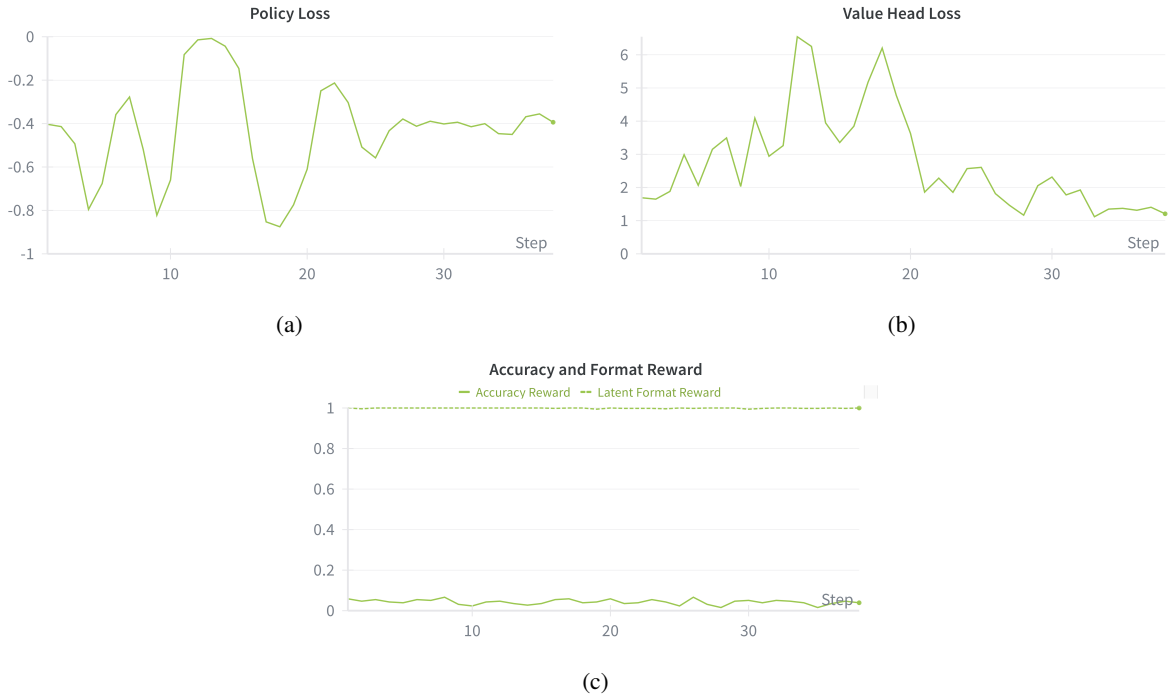 Policy Loss
0
-0.2
-0.4
-0.6
-0.8
-1
Step
10 20 30
(a)
Value Head Loss
6
5
4
3
2
1
0
Step
10 20 30
(b)
Accuracy and Format Reward
Accuracy Reward Latent Format Reward
1
0.8
0.6
0.4
0.2
0
Step
10 20 30
(c)